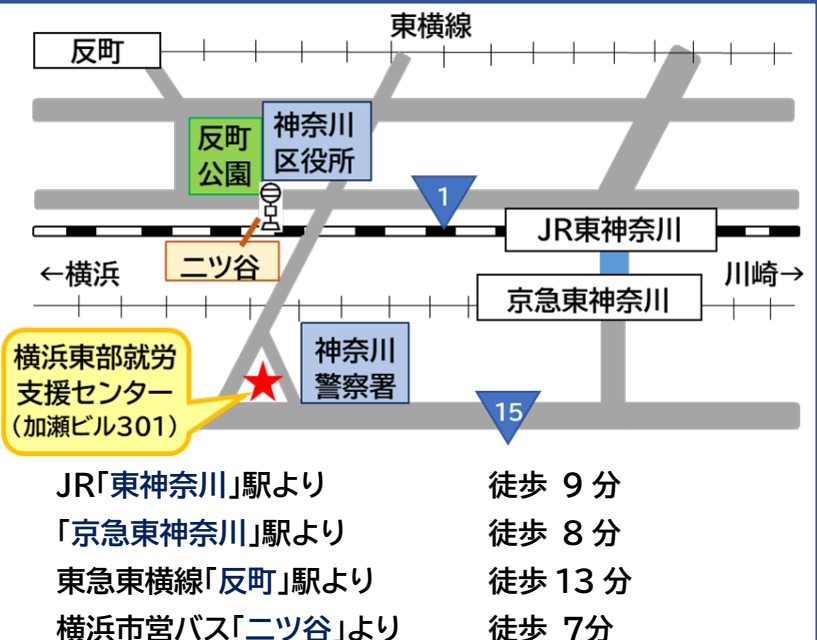 東横線
反町
神奈川
区役所
反町
公園
1
JR東神奈川
二ツ谷
←横浜
川崎→
京急東神奈川
横浜東部就労
支援センター
(加瀬ビル301)
神奈川
警察署
15
JR「東神奈川」駅より 徒歩 9 分
「京急東神奈川」駅より 徒歩 8 分
東急東横線「反町」駅より 徒歩 13 分
横浜市営バス「二ツ谷」より 徒歩 7分